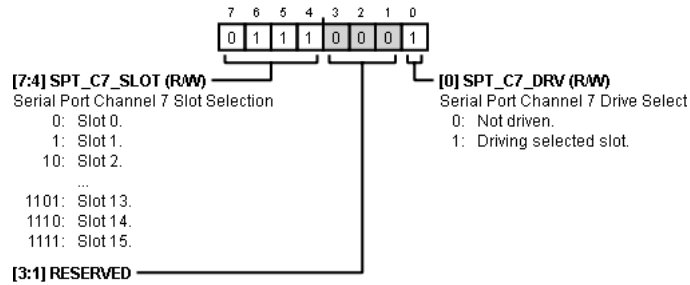 7 6 5 4 3 2 1 0
0 1 1 1 0 0 0 1
[7:4] SPT_C7_SLOT (R/W)
Serial Port Channel 7 Slot Selection
0: Slot 0.
1: Slot 1.
10: Slot 2.
...
1101: Slot 13.
1110: Slot 14.
1111: Slot 15.
[3:1] RESERVED
[0] SPT_C7_DRV (R/W)
Serial Port Channel 7 Drive Select
0: Not driven.
1: Driving selected slot.